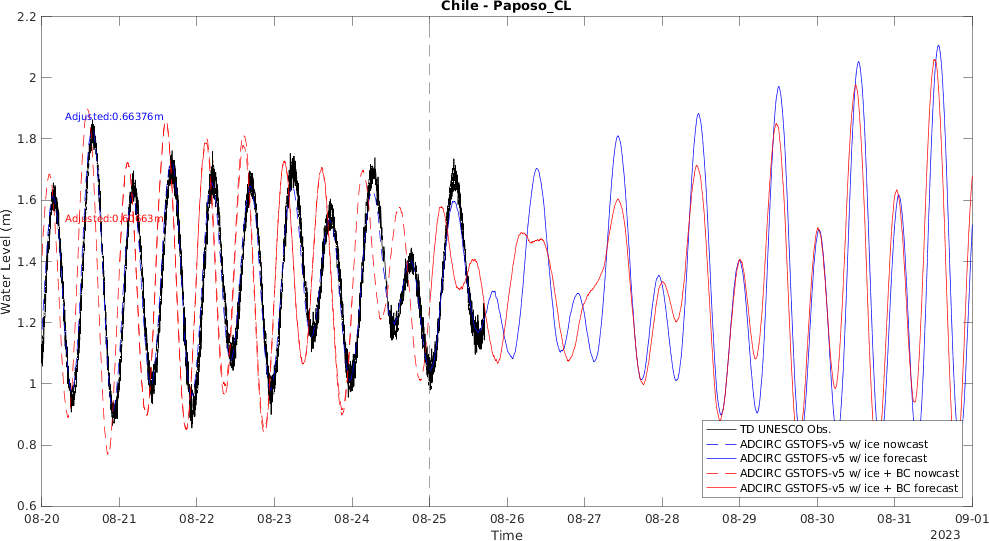 Chile - Paposo_CL
2.2
2
1.8
1.6
1.4
1.2
1
0.8
0.6
Water Level (m)
Adjusted:0.66376m
08-20
08-21
08-22
08-23
08-24
08-25
08-26
08-27
08-28
08-29
08-30
08-31
09-01
Time
2023
TD UNESCO Obs.
ADCIRC GSTOFS-v5 w/ ice nowcast
ADCIRC GSTOFS-v5 w/ ice forecast
ADCIRC GSTOFS-v5 w/ ice + BC nowcast
ADCIRC GSTOFS-v5 w/ ice + BC forecast